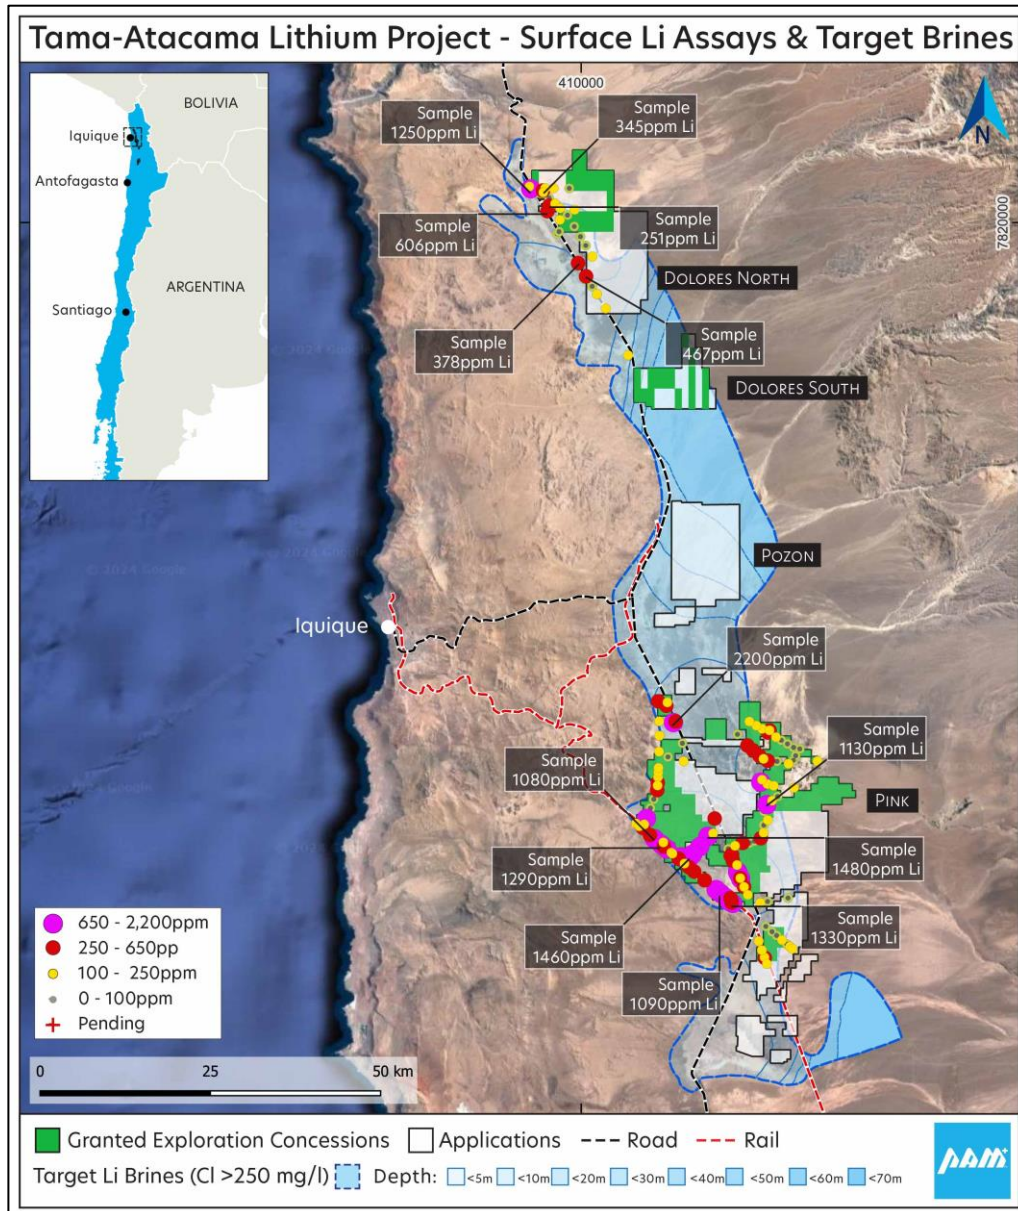 Tama-Atacama Lithium Project - Surface Li Assays & Target Brines
BOLIVIA
Iquique
Antofagasta
ARGENTINA
Santiago
410000
N
7820000
Sample
1250ppm Li
Sample
345ppm Li
Sample
606ppm Li
Sample
251ppm Li
DOLORES NORTH
Sample
378ppm Li
Sample
467ppm Li
DOLORES SOUTH
POZON
Iquique
Sample
2200ppm Li
Sample
1130ppm Li
Sample
1080ppm Li
PINK
Sample
1290ppm Li
Sample
1480ppm Li
Sample
1460ppm Li
Sample
1330ppm Li
Sample
1090ppm Li
© 2024 Google
650 - 2,200ppm
250 - 650pp
100 - 250ppm
0 - 100ppm
Pending
0 25 50 km
Granted Exploration Concessions Applications Road Rail
Target Li Brines (Cl >250 mg/l) Depth: <5m <10m <20m <30m <40m <50m <60m <70m
PAM